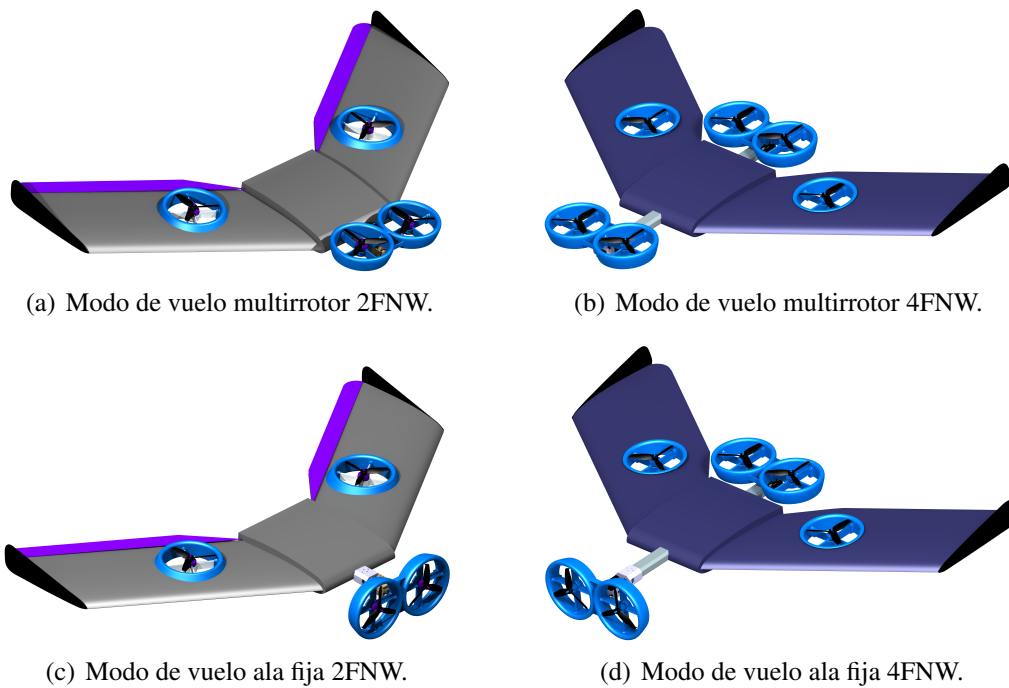 (a) Modo de vuelo multirrotor 2FNW.
(b) Modo de vuelo multirrotor 4FNW.
(c) Modo de vuelo ala fija 2FNW.
(d) Modo de vuelo ala fija 4FNW.